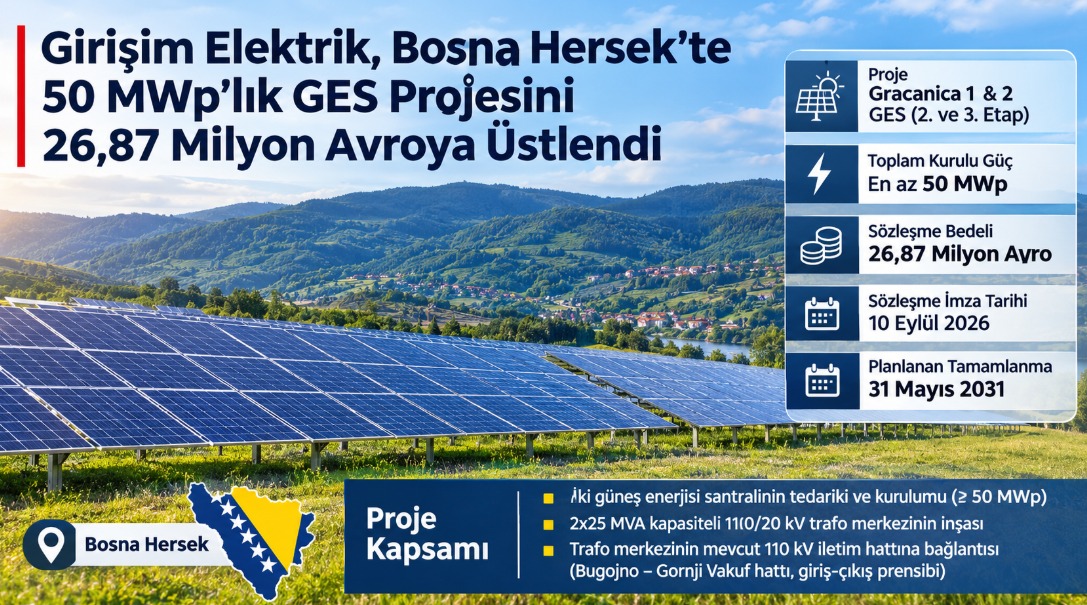 Girişim Elektrik, Bosna Hersek'te
50 MWp'lık GES Projesini
26,87 Milyon Avroya Üstlendi
Proje
Gracanica 1 & 2
GES (2. ve 3. Etap)
Toplam Kurulu Güç
En az 50 MWp
Sözleşme Bedeli
26,87 Milyon Avro
Sözleşme İmza Tarihi
10 Eylül 2026
Planlanan Tamamlanma
31 Mayıs 2031
Bosna Hersek
Proje
Kapsamı
İki güneş enerjisi santralinin tedariki ve kurulumu (≥ 50 MWp)
2x25 MVA kapasiteli 110/20 kV trafo merkezinin inşası
Trafo merkezinin mevcut 110 kV iletim hattına bağlantısı
(Bugojno – Gornji Vakuf hattı, giriş-çıkış prensibi)